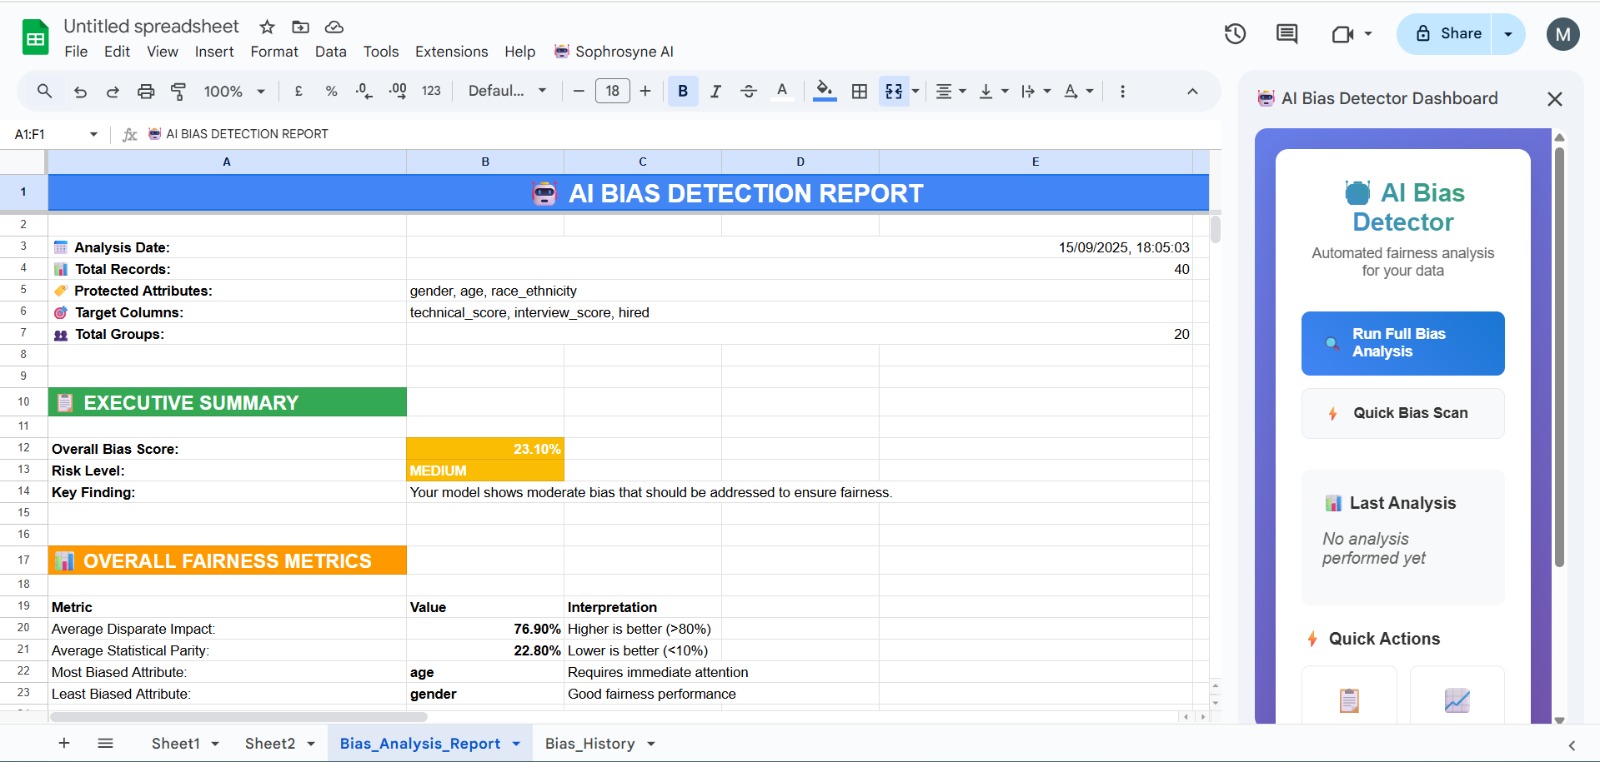 Untitled spreadsheet
File Edit View Insert Format Data Tools Extensions Help Sophrosyne AI
Share
M
100% £ % .0 .00 123 Defaul... 18 B I A
A1:F1 fx AI BIAS DETECTION REPORT
A B C D E
1 AI BIAS DETECTION REPORT
2
3 Analysis Date: 15/09/2025, 18:05:03
4 Total Records: 40
5 Protected Attributes: gender, age, race_ethnicity
6 Target Columns: technical_score, interview_score, hired
7 Total Groups: 20
8
9
10 EXECUTIVE SUMMARY
11
12 Overall Bias Score: 23.10%
13 Risk Level: MEDIUM
14 Key Finding: Your model shows moderate bias that should be addressed to ensure fairness.
15
16
17 OVERALL FAIRNESS METRICS
18
19 Metric Value Interpretation
20 Average Disparate Impact: 76.90% Higher is better (>80%)
21 Average Statistical Parity: 22.80% Lower is better (<10%)
22 Most Biased Attribute: age Requires immediate attention
23 Least Biased Attribute: gender Good fairness performance
Sheet1 Sheet2 Bias_Analysis_Report Bias_History
AI Bias Detector Dashboard
AI Bias
Detector
Automated fairness analysis
for your data
Run Full Bias
Analysis
Quick Bias Scan
Last Analysis
No analysis
performed yet
Quick Actions